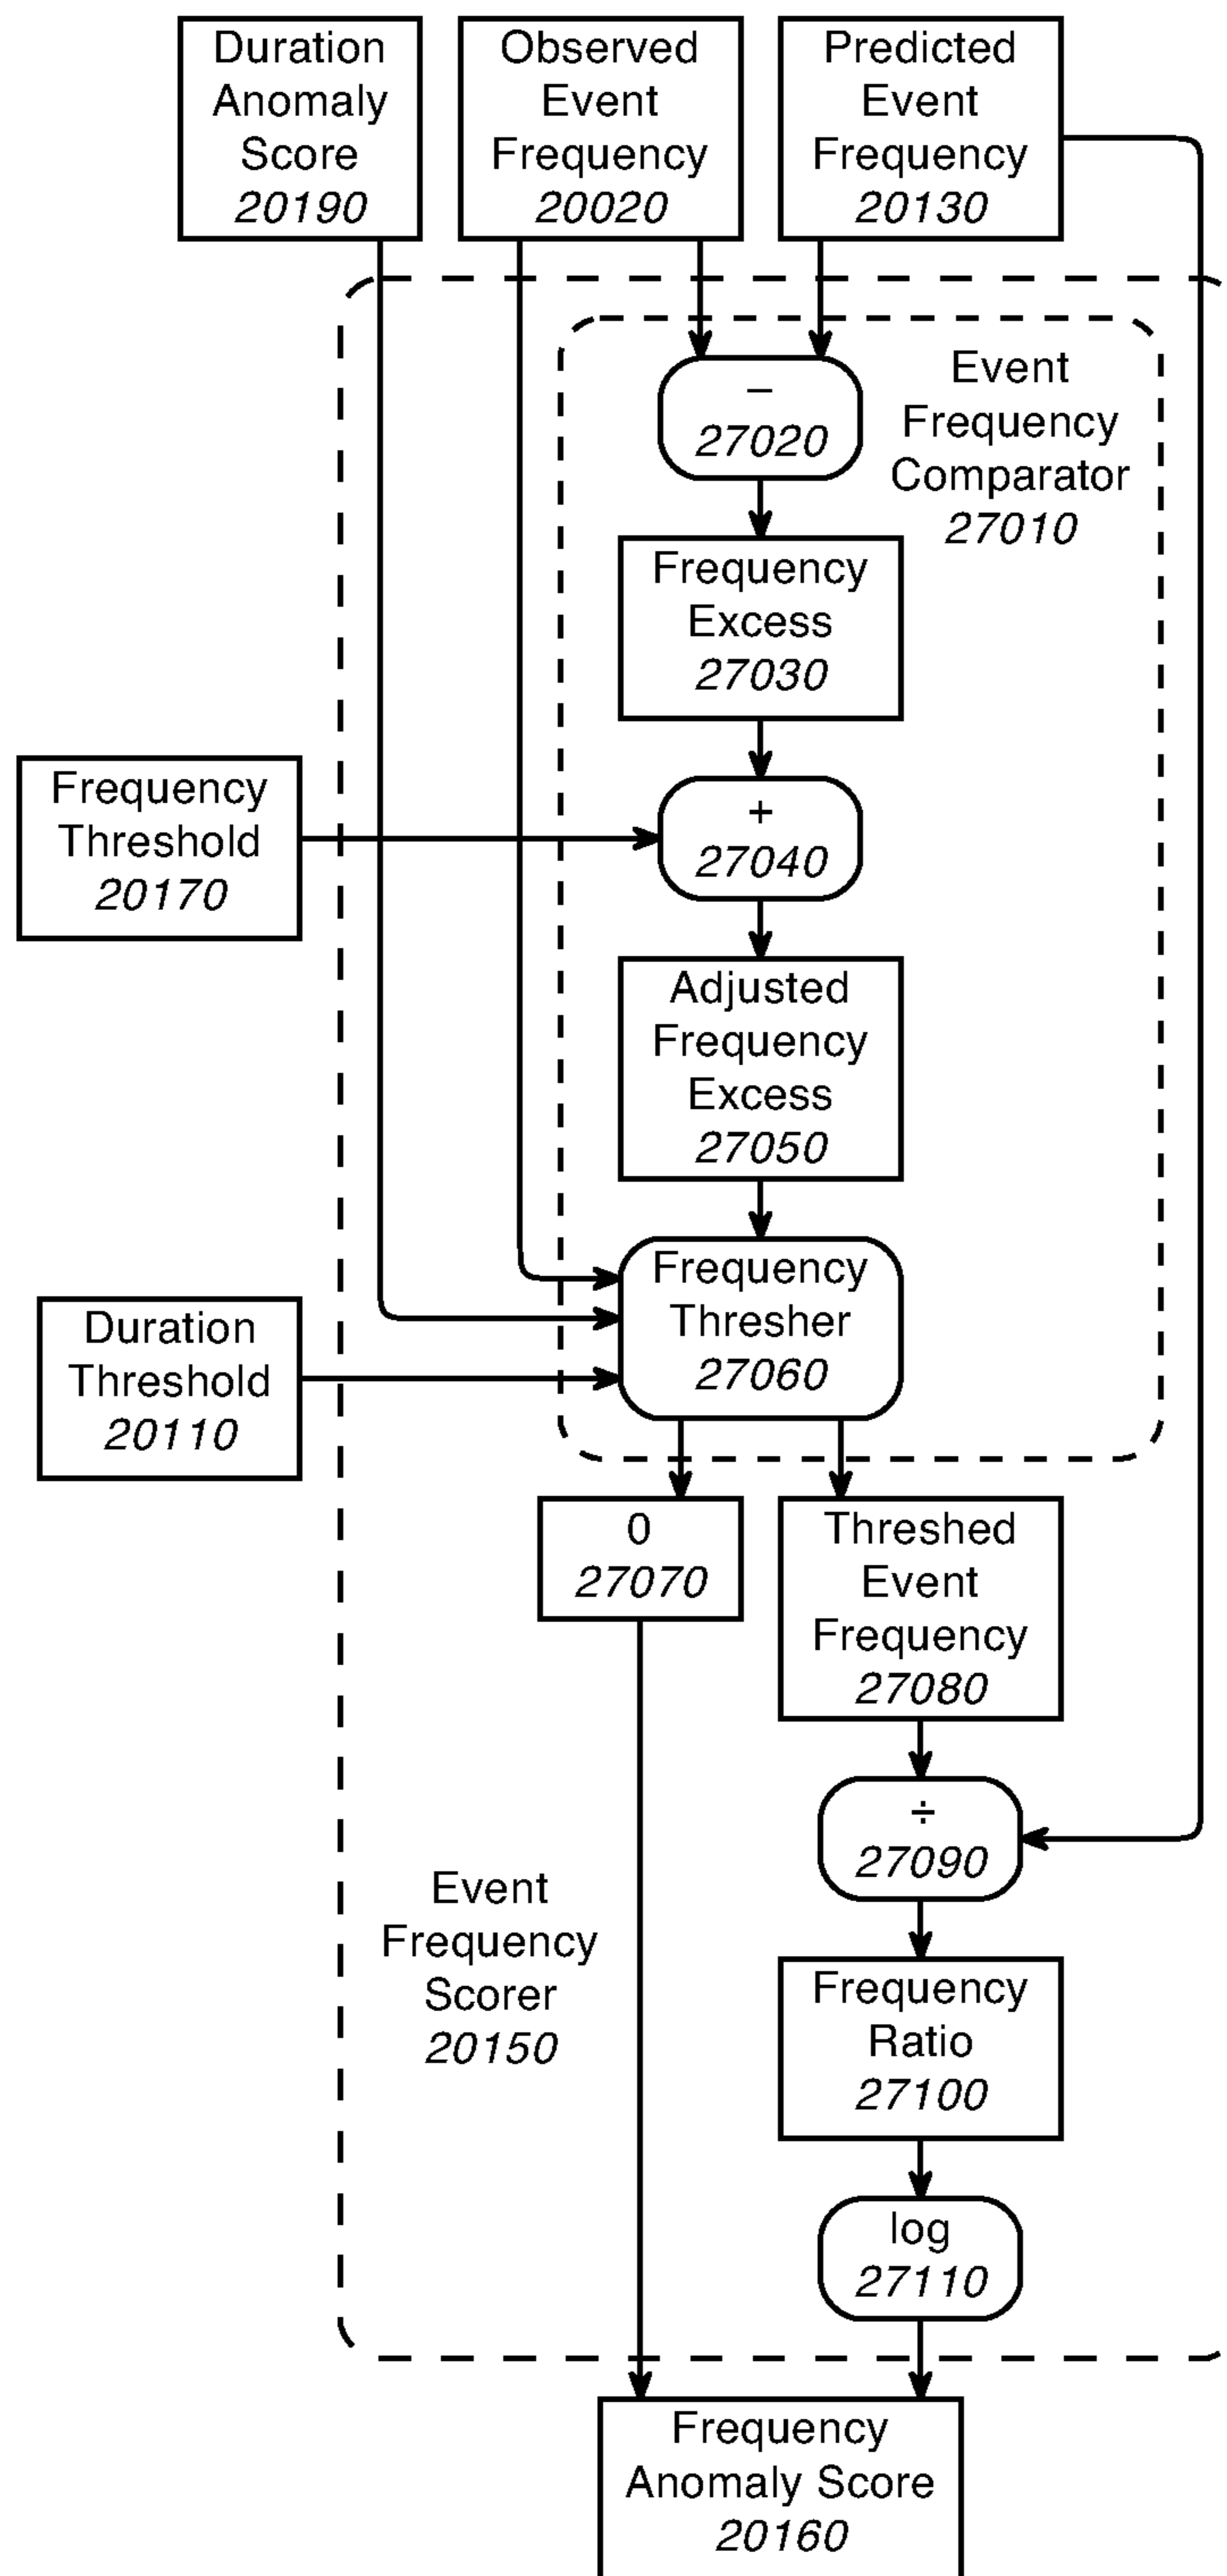 Duration
Anomaly
Score
20190
Observed
Event
Frequency
20020
Predicted
Event
Frequency
20130
–
27020
Event
Frequency
Comparator
27010
Frequency
Excess
27030
Frequency
Threshold
20170
+
27040
Adjusted
Frequency
Excess
27050
Frequency
Thresher
27060
Duration
Threshold
20110
0
27070
Threshed
Event
Frequency
27080
÷
27090
Event
Frequency
Scorer
20150
Frequency
Ratio
27100
log
27110
Frequency
Anomaly Score
20160